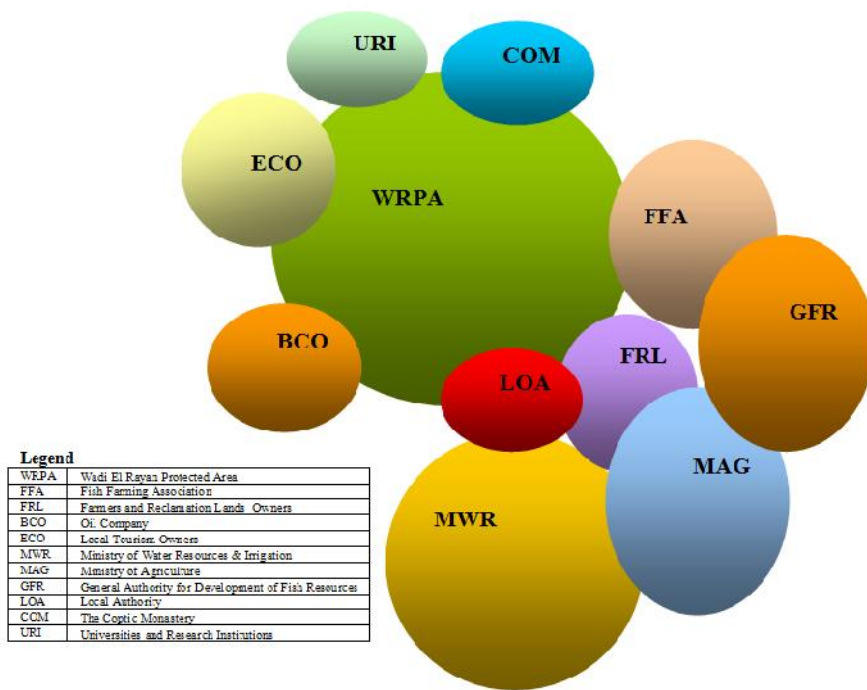 URI
COM
ECO
WRPA
FFA
GFR
BCO
FRL
LOA
MAG
MWR
Legend
WRPA Wadi El Rayan Protected Area
FFA Fish Farming Association
FRL Farmers and Reclamation Lands Owners
BCO Oil Company
ECO Local Tourism Owners
MWR Ministry of Water Resources & Irrigation
MAG Ministry of Agriculture
GFR General Authority for Development of Fish Resources
LOA Local Authority
COM The Coptic Monastery
URI Universities and Research Institutions